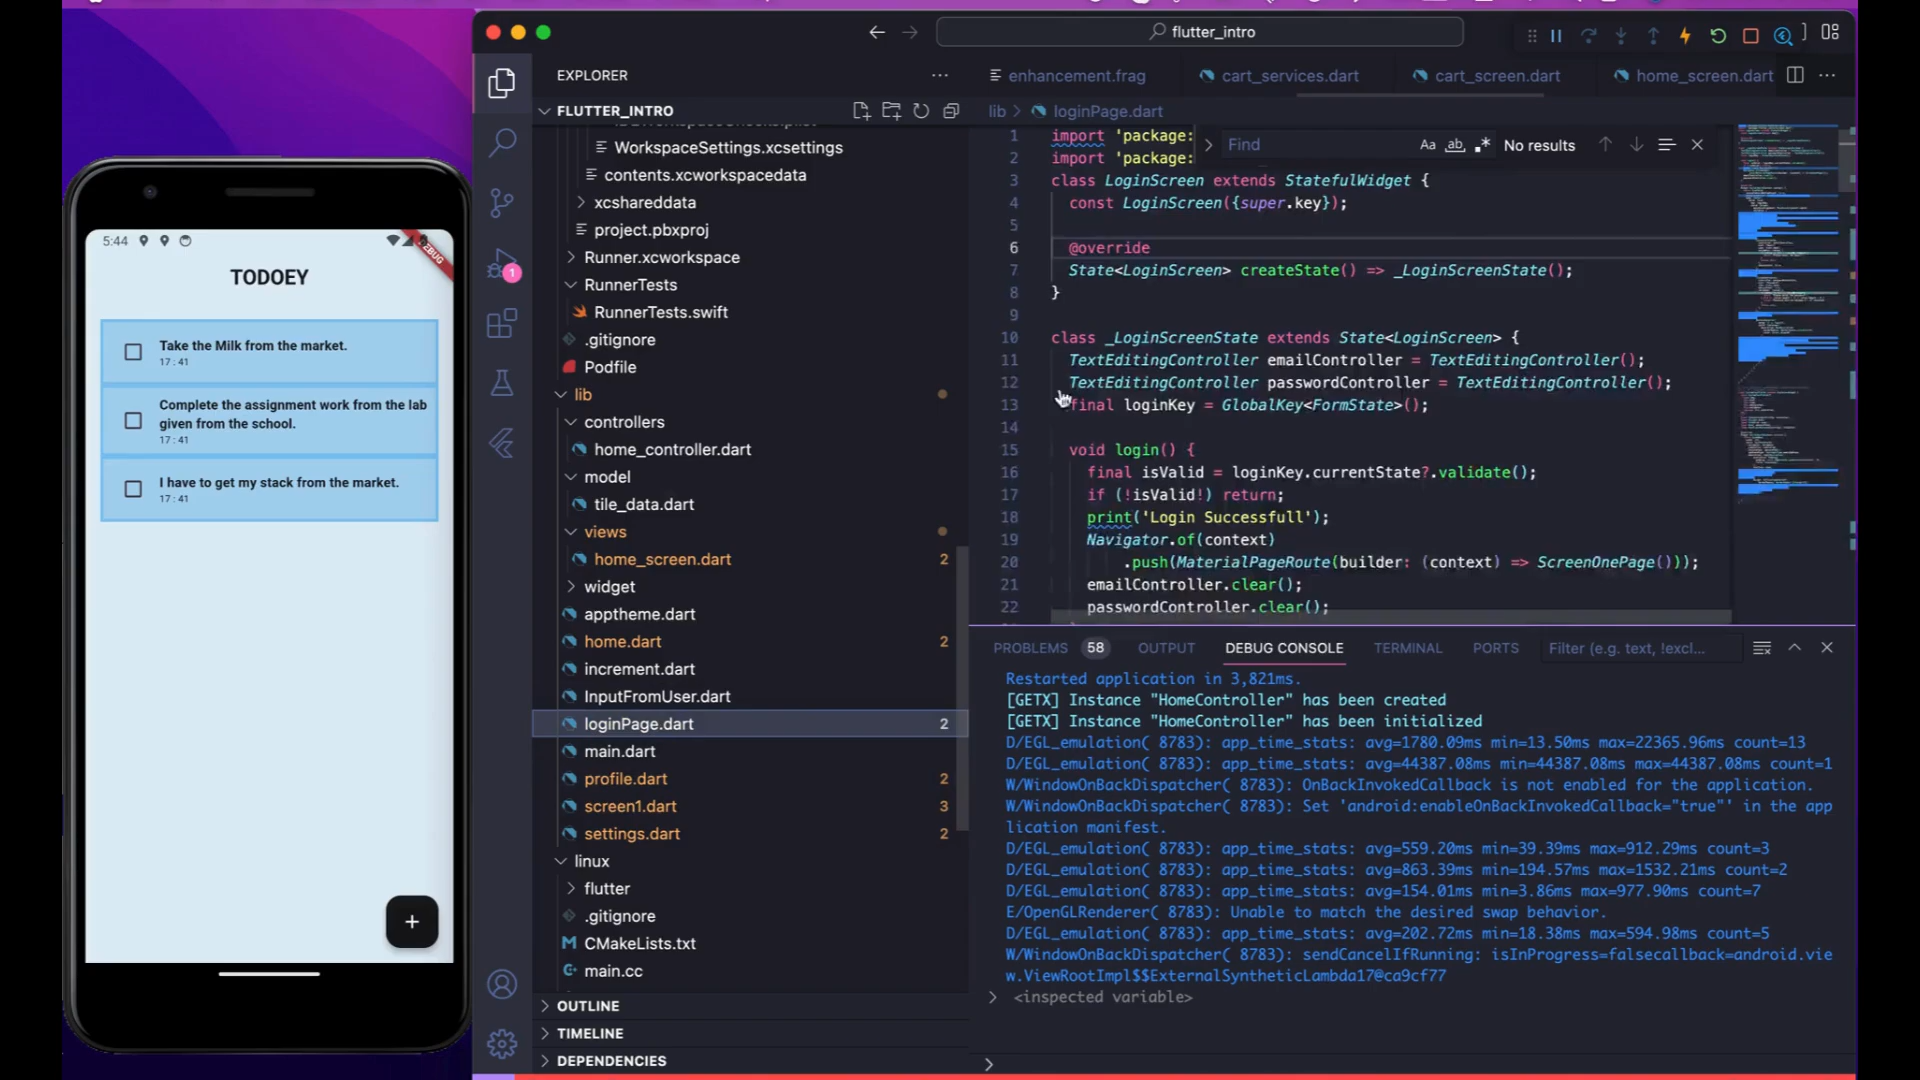 5:44
DEBUG
TODOEY
Take the Milk from the market.
17 : 41
Complete the assignment work from the lab
given from the school.
17 : 41
I have to get my stack from the market.
17 : 41
+
flutter_intro
EXPLORER
FLUTTER_INTRO
WorkspaceSettings.xcsettings
contents.xcworkspacedata
xcshareddata
project.pbxproj
Runner.xcworkspace
RunnerTests
RunnerTests.swift
.gitignore
Podfile
lib
controllers
home_controller.dart
model
tile_data.dart
views
home_screen.dart 2
widget
apptheme.dart
home.dart 2
increment.dart
InputFromUser.dart
loginPage.dart 2
main.dart
profile.dart 2
screen1.dart 3
settings.dart 2
linux
flutter
.gitignore
CMakeLists.txt
main.cc
OUTLINE
TIMELINE
DEPENDENCIES
1
enhancement.frag cart_services.dart cart_screen.dart home_screen.dart
lib > loginPage.dart
Find Aa ab .* No results
1 import 'package:
2 import 'package:
3 class LoginScreen extends StatefulWidget {
4 const LoginScreen({super.key});
5
6 @override
7 State<LoginScreen> createState() => _LoginScreenState();
8 }
9
10 class _LoginScreenState extends State<LoginScreen> {
11 TextEditingController emailController = TextEditingController();
12 TextEditingController passwordController = TextEditingController();
13 final loginKey = GlobalKey<FormState>();
14
15 void login() {
16 final isValid = loginKey.currentState?.validate();
17 if (!isValid!) return;
18 print('Login Successfull');
19 Navigator.of(context)
20 .push(MaterialPageRoute(builder: (context) => ScreenOnePage()));
21 emailController.clear();
22 passwordController.clear();
PROBLEMS 58 OUTPUT DEBUG CONSOLE TERMINAL PORTS Filter (e.g. text, !excl...
Restarted application in 3,821ms.
[GETX] Instance "HomeController" has been created
[GETX] Instance "HomeController" has been initialized
D/EGL_emulation( 8783): app_time_stats: avg=1780.09ms min=13.50ms max=22365.96ms count=13
D/EGL_emulation( 8783): app_time_stats: avg=44387.08ms min=44387.08ms max=44387.08ms count=1
W/WindowOnBackDispatcher( 8783): OnBackInvokedCallback is not enabled for the application.
W/WindowOnBackDispatcher( 8783): Set 'android:enableOnBackInvokedCallback="true"' in the app
lication manifest.
D/EGL_emulation( 8783): app_time_stats: avg=559.20ms min=39.39ms max=912.29ms count=3
D/EGL_emulation( 8783): app_time_stats: avg=863.39ms min=194.57ms max=1532.21ms count=2
D/EGL_emulation( 8783): app_time_stats: avg=154.01ms min=3.86ms max=977.90ms count=7
E/OpenGLRenderer( 8783): Unable to match the desired swap behavior.
D/EGL_emulation( 8783): app_time_stats: avg=202.72ms min=18.38ms max=594.98ms count=5
W/WindowOnBackDispatcher( 8783): sendCancelIfRunning: isInProgress=falsecallback=android.vie
w.ViewRootImpl$$ExternalSyntheticLambda17@ca9cf77
> <inspected variable>
>